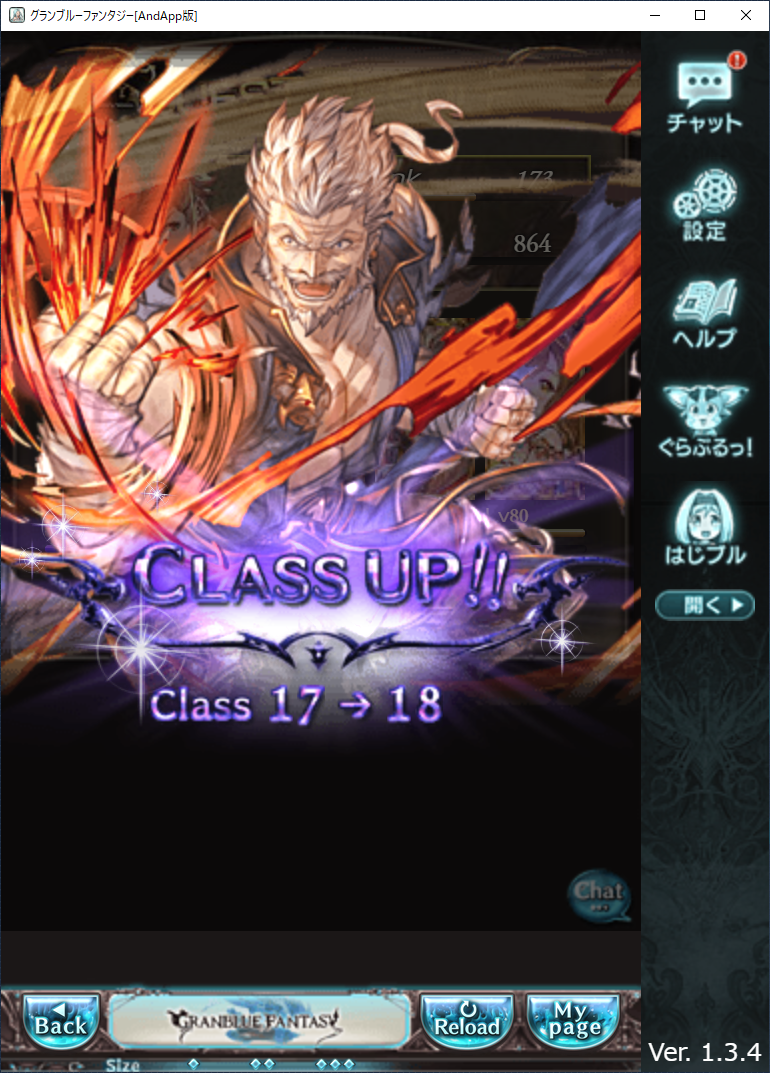 グランブルーファンタジー[AndApp版]
173
864
CLASS UP!!
Class 17 → 18
Chat
チャット
設定
ヘルプ
ぐらぶるっ!
はじブル
開く
Back
GRANBLUE FANTASY
Reload
My page
Size
Ver. 1.3.4